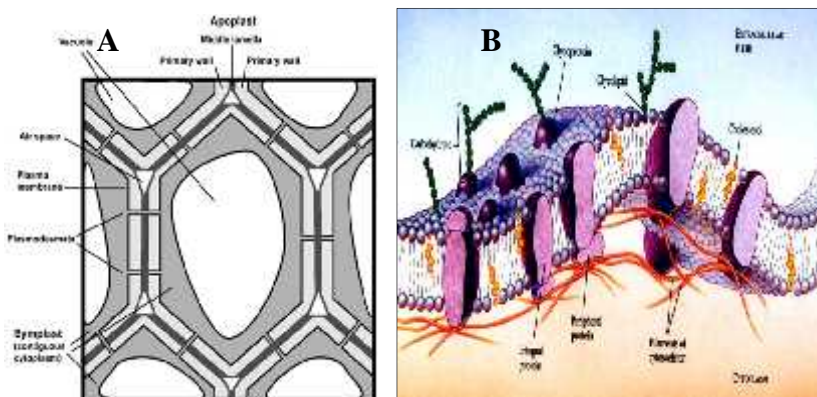 Apoplast
Vacuole
A
Middle lamella
Primary wall Primary wall
Air space
Plasma
membrane
Plasmodesmata
Symplast
(contiguous
cytoplasm)
B
Glycoprotein
Glycolipid
Cholesterol
Peripheral
protein
Integral
protein
Filaments of
cytoskeleton
Cytoplasm